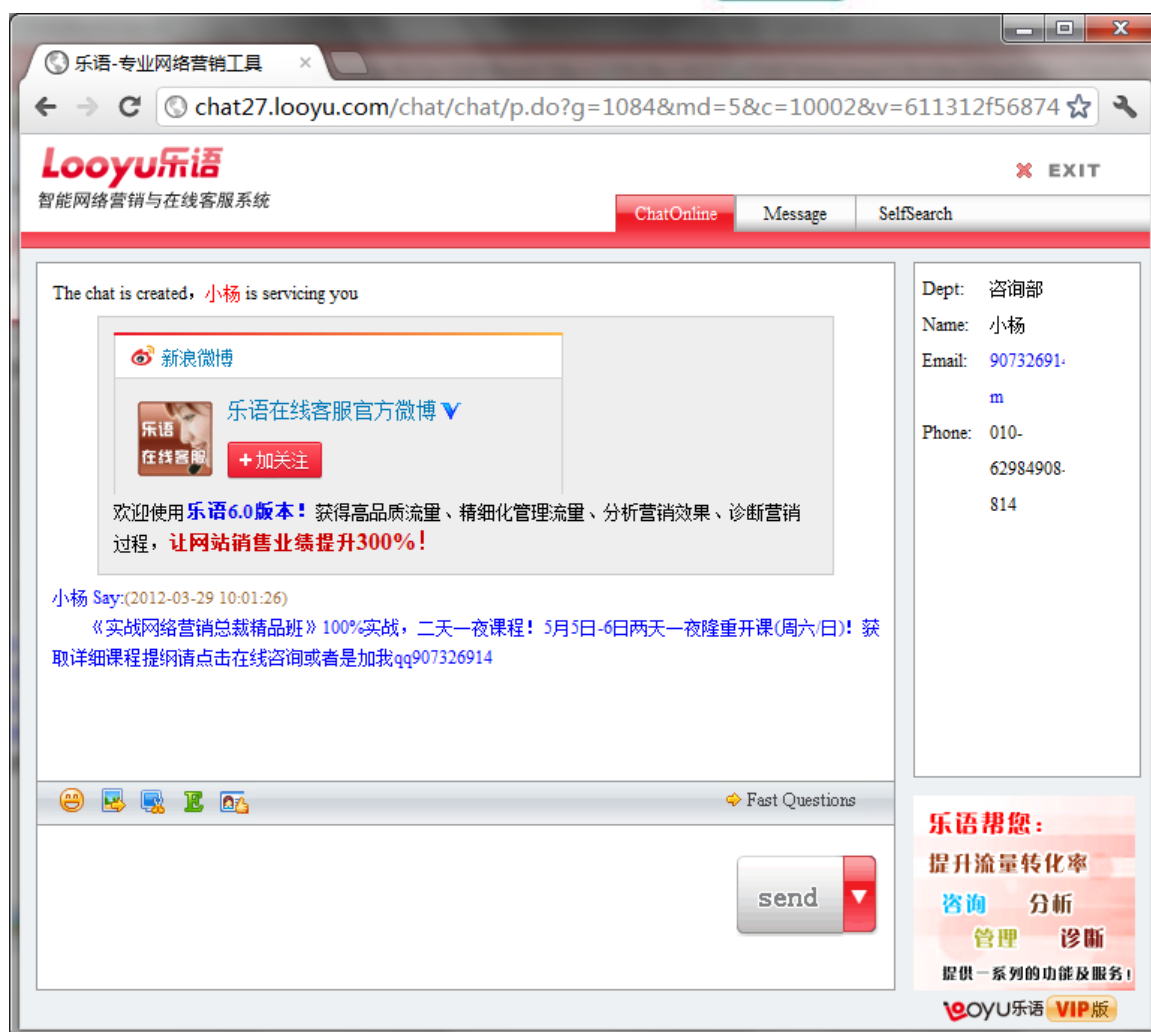 乐语-专业网络营销工具
chat27.looyu.com/chat/chat/p.do?g=1084&md=5&c=10002&v=611312f56874
Looyu乐语
智能网络营销与在线客服系统
EXIT
ChatOnline Message SelfSearch
The chat is created，小杨 is servicing you
新浪微博
乐语在线客服官方微博
乐语
在线客服
+加关注
欢迎使用乐语6.0版本！获得高品质流量、精细化管理流量、分析营销效果、诊断营销
过程，让网站销售业绩提升300%！
小杨 Say:(2012-03-29 10:01:26)
《实战网络营销总裁精品班》100%实战，二天一夜课程！5月5日-6日两天一夜隆重开课(周六/日)！获
取详细课程提纲请点击在线咨询或者是加我qq907326914
Fast Questions
send
Dept: 咨询部
Name: 小杨
Email: 90732691
m
Phone: 010-
62984908-
814
乐语帮您：
提升流量转化率
咨询 分析
管理 诊断
提供一系列的功能及服务！
looyu乐语 VIP版